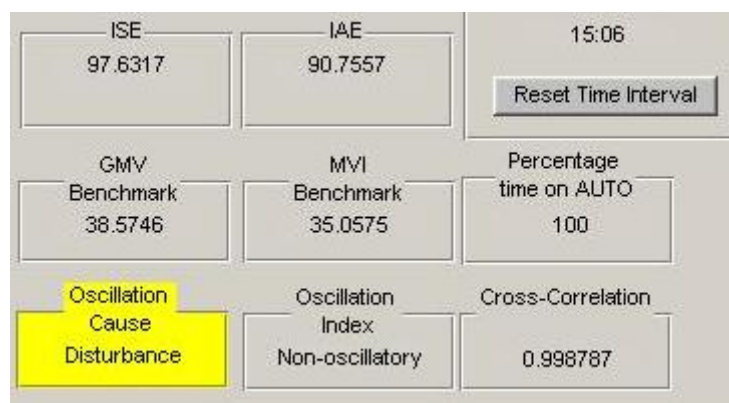 ISE
97.6317
IAE
90.7557
15:06
Reset Time Interval
GMV
Benchmark
38.5746
MVI
Benchmark
35.0575
Percentage
time on AUTO
100
Oscillation
Cause
Disturbance
Oscillation
Index
Non-oscillatory
Cross-Correlation
0.998787